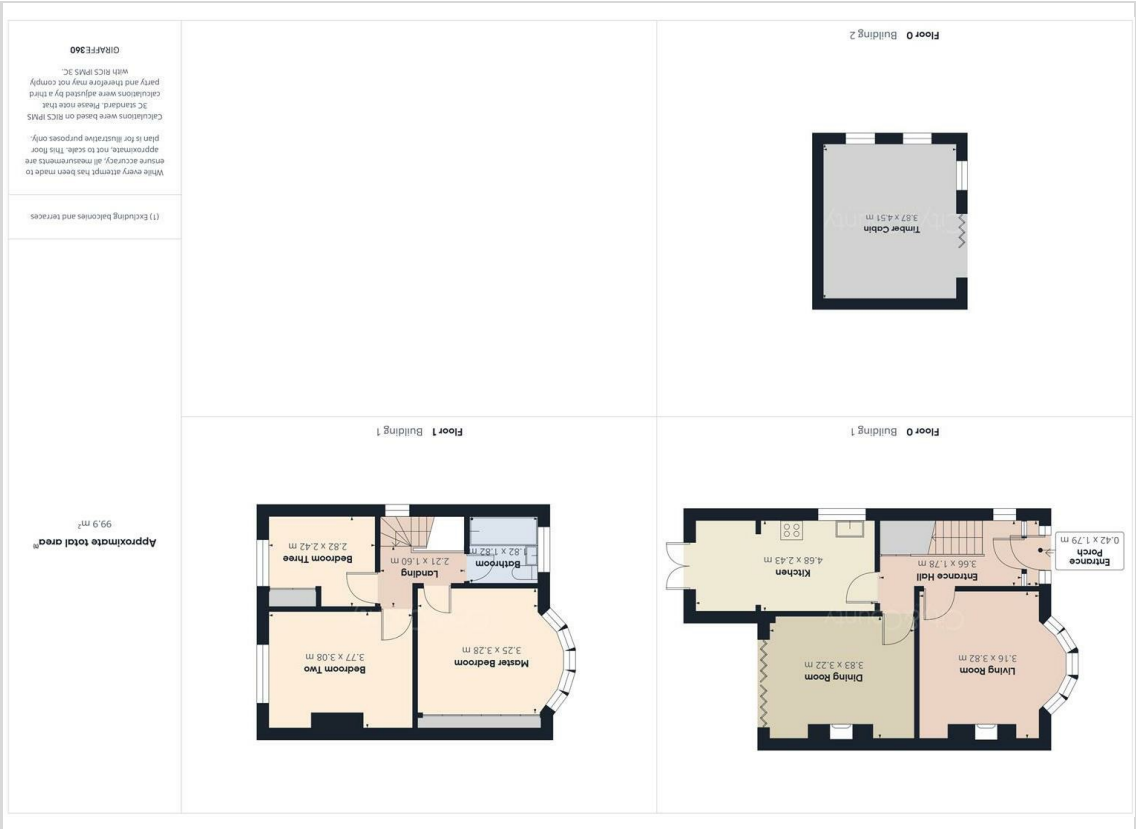 Entrance
Porch
0.42 x 1.79 m
Living Room
3.16 x 3.82 m
Dining Room
3.83 x 3.22 m
Entrance Hall
3.66 x 1.78 m
Kitchen
4.68 x 2.43 m
Floor 0 Building 1
Master Bedroom
3.25 x 3.28 m
Bedroom Two
3.77 x 3.08 m
Bathroom
1.82 x 1.82 m
Landing
2.21 x 1.60 m
Bedroom Three
2.82 x 2.42 m
Floor 1 Building 1
Approximate total area⁽¹⁾
99.9 m²
Timber Cabin
3.87 x 4.51 m
Floor 0 Building 2
(1) Excluding balconies and terraces
While every attempt has been made to
ensure accuracy, all measurements are
approximate, not to scale. This floor
plan is for illustrative purposes only.
Calculations were based on RICS IPMS
3C standard. Please note that
calculations were adjusted by a third
party and therefore may not comply
with RICS IPMS 3C.
GIRAFFE360